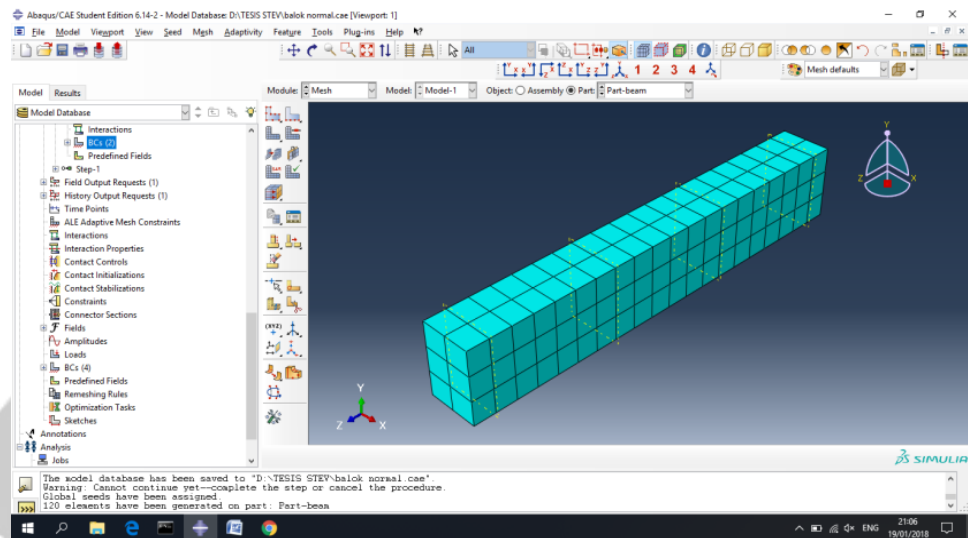 Abaqus/CAE Student Edition 6.14-2 - Model Database: D:\TESIS STEV\balok normal.cae [Viewport: 1]
File Model Viewport View Seed Mesh Adaptivity Feature Tools Plug-ins Help
All
1 2 3 4
Mesh defaults
Model Results
Module: Mesh Model: Model-1 Object: Assembly Part: Part-beam
Model Database
Interactions
BCs (2)
Predefined Fields
Step-1
Field Output Requests (1)
History Output Requests (1)
Time Points
ALE Adaptive Mesh Constraints
Interactions
Interaction Properties
Contact Controls
Contact Initializations
Contact Stabilizations
Constraints
Connector Sections
Fields
Amplitudes
Loads
BCs (4)
Predefined Fields
Remeshing Rules
Optimization Tasks
Sketches
Annotations
Analysis
Jobs
(XYZ)
Y
Z
X
Y
Z
X
SIMULIA
The model database has been saved to "D:\TESIS STEV\balok normal.cae".
Warning: Cannot continue yet--complete the step or cancel the procedure.
Global seeds have been assigned.
120 elements have been generated on part: Part-beam
ENG
21:06
19/01/2018